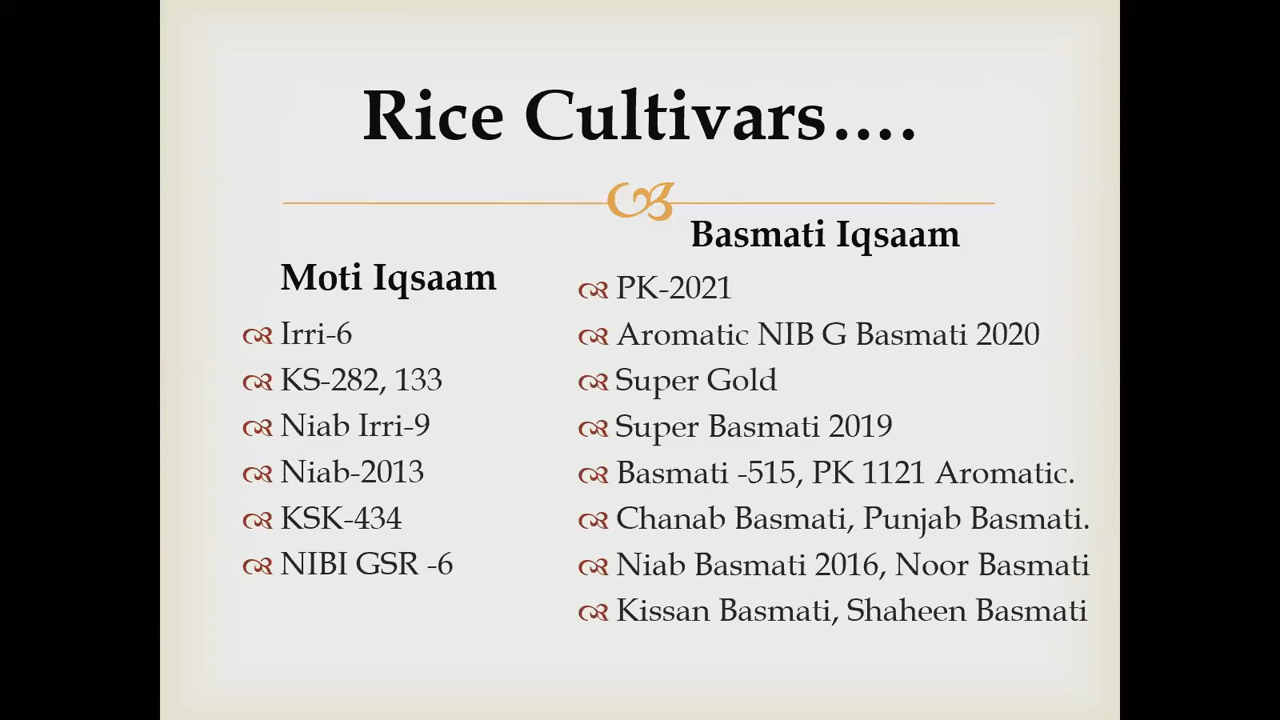 Rice Cultivars....
Moti Iqsaam
Irri-6
KS-282, 133
Niab Irri-9
Niab-2013
KSK-434
NIBI GSR -6
Basmati Iqsaam
PK-2021
Aromatic NIB G Basmati 2020
Super Gold
Super Basmati 2019
Basmati -515, PK 1121 Aromatic.
Chanab Basmati, Punjab Basmati.
Niab Basmati 2016, Noor Basmati
Kissan Basmati, Shaheen Basmati